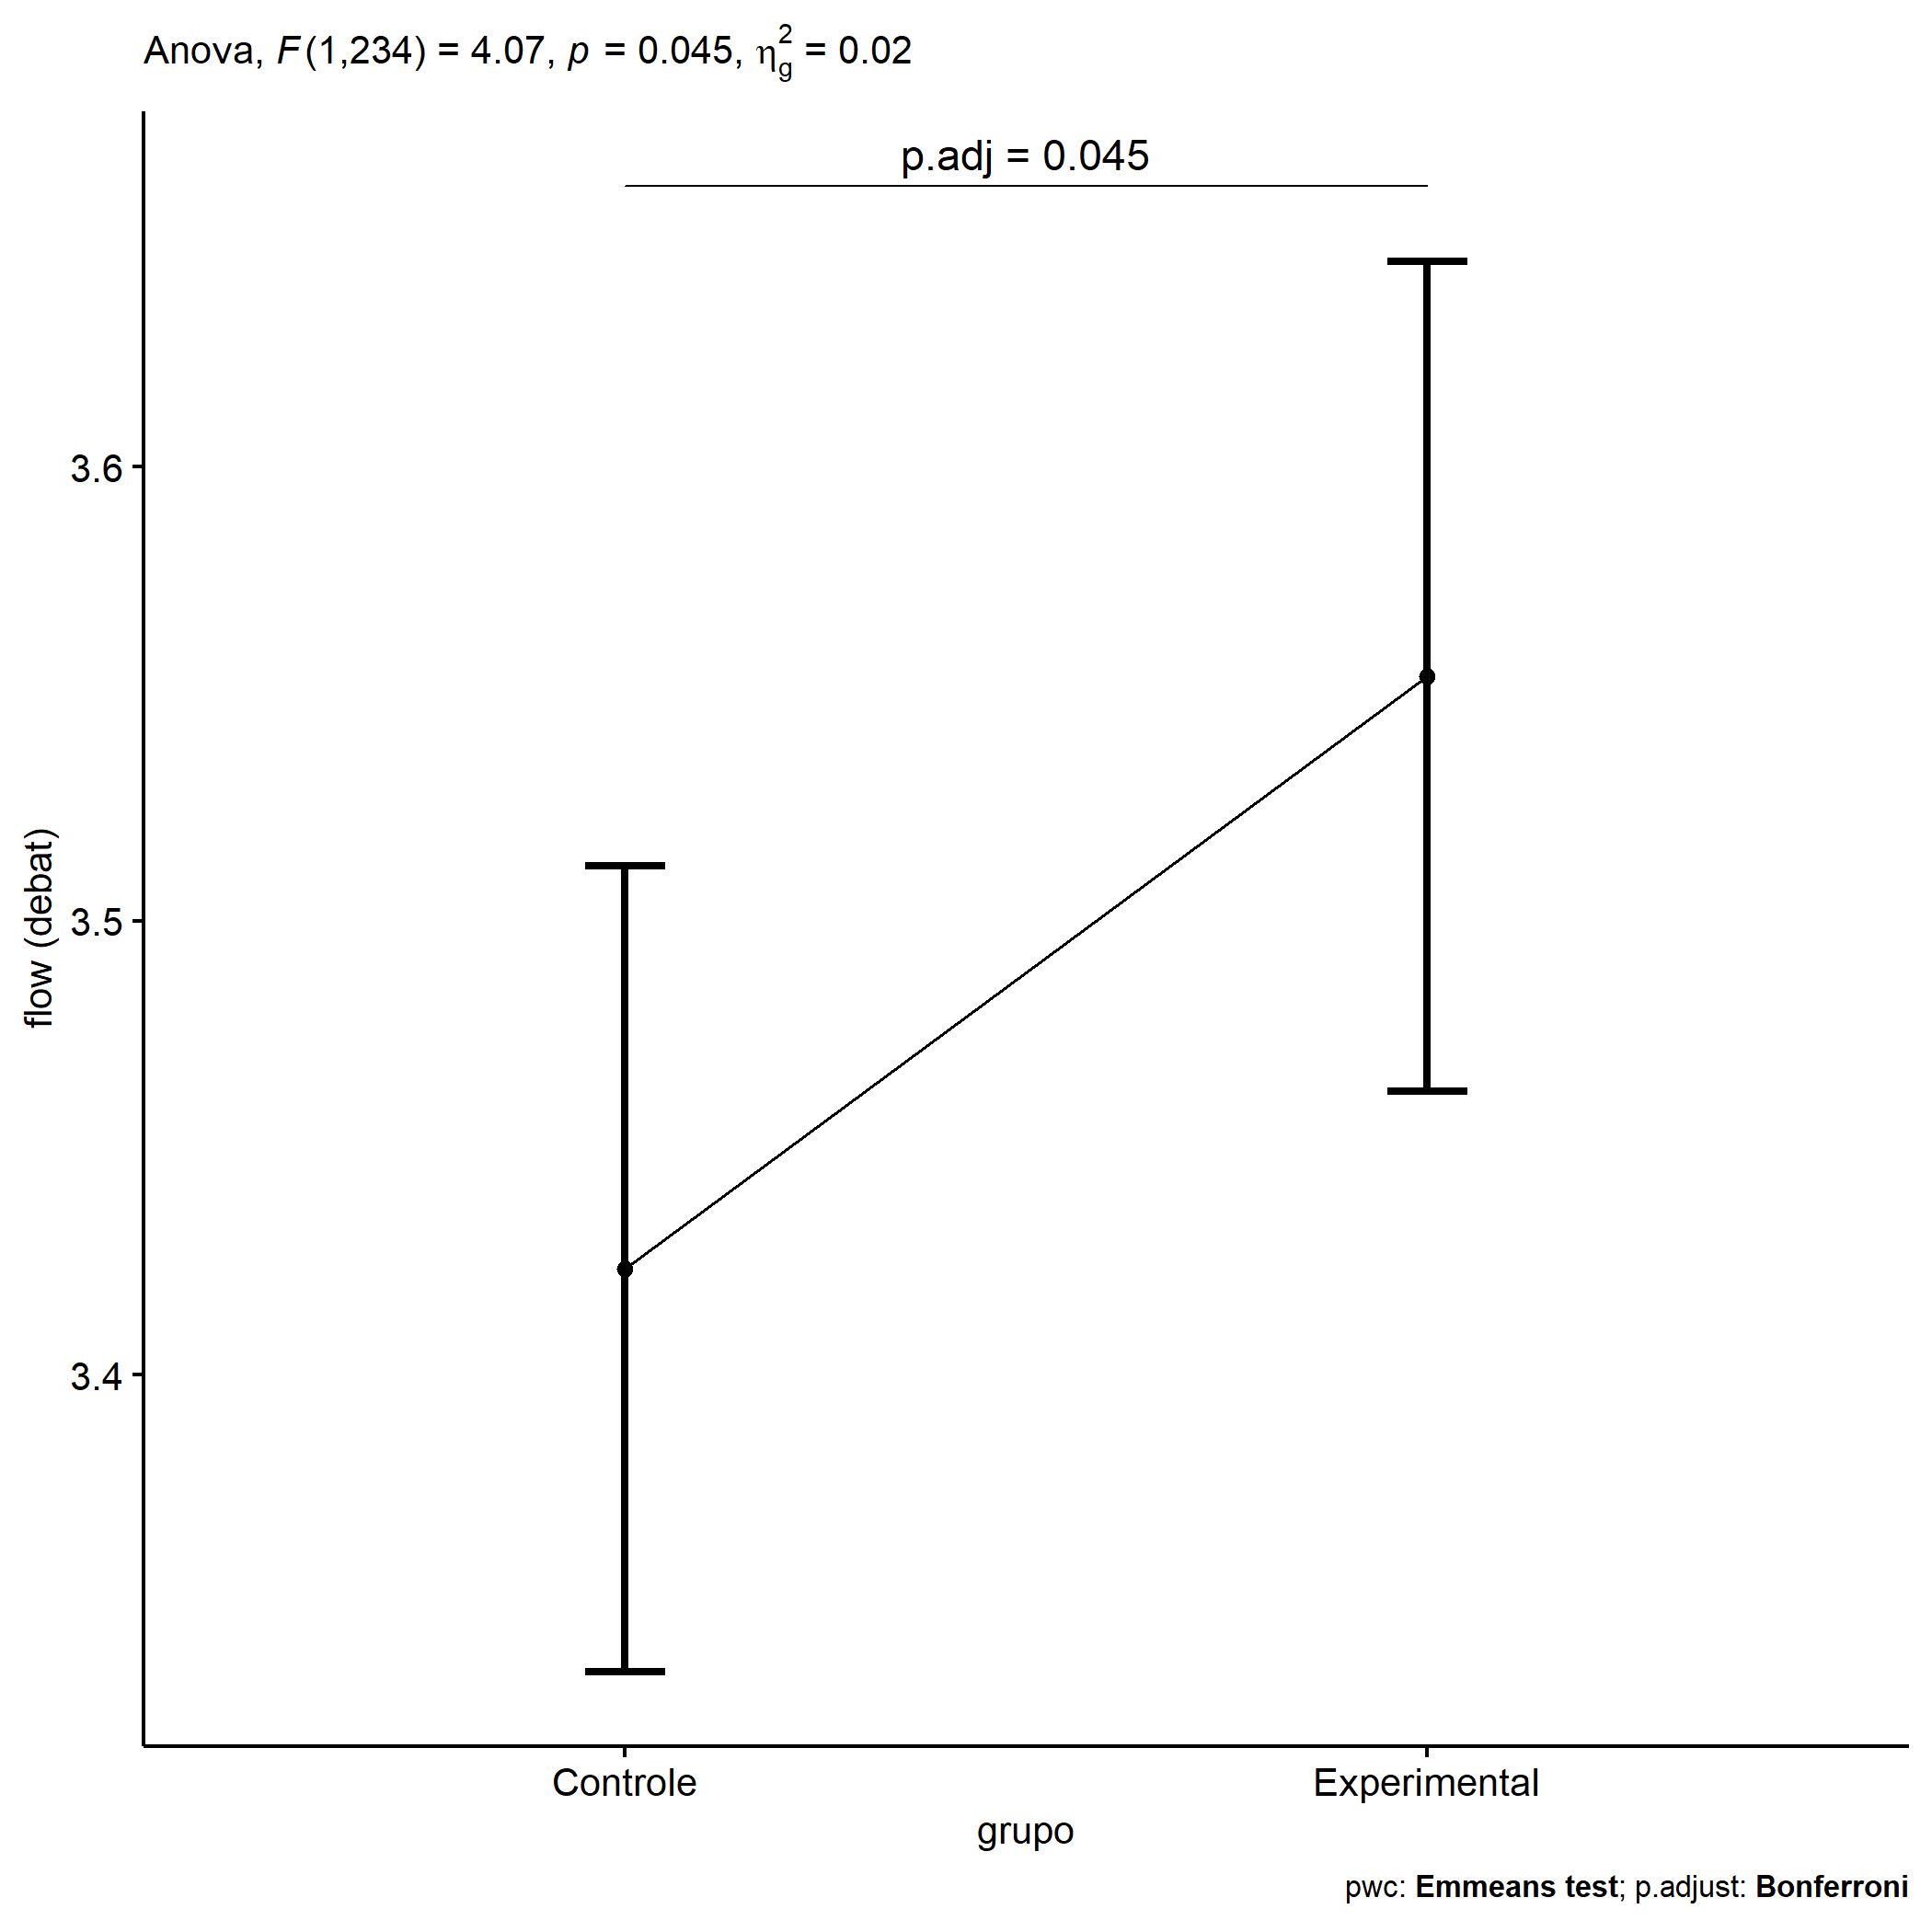 Anova, F(1,234) = 4.07, p = 0.045, η²g = 0.02
p.adj = 0.045
3.6
3.5
3.4
flow (debat)
Controle
Experimental
grupo
pwc: Emmeans test; p.adjust: Bonferroni